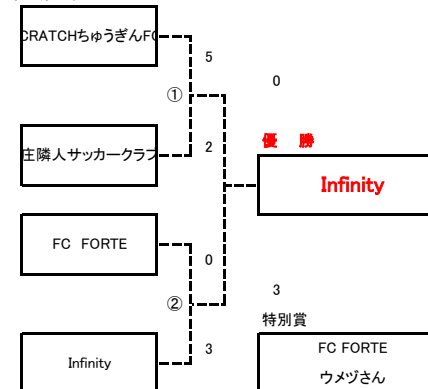 CRATCHちゅうぎんFC
5
0
①
2
優 勝
庄隣人サッカークラブ
Infinity
FC FORTE
0
3
②
特別賞
3
FC FORTE
Infinity
ウメヅさん